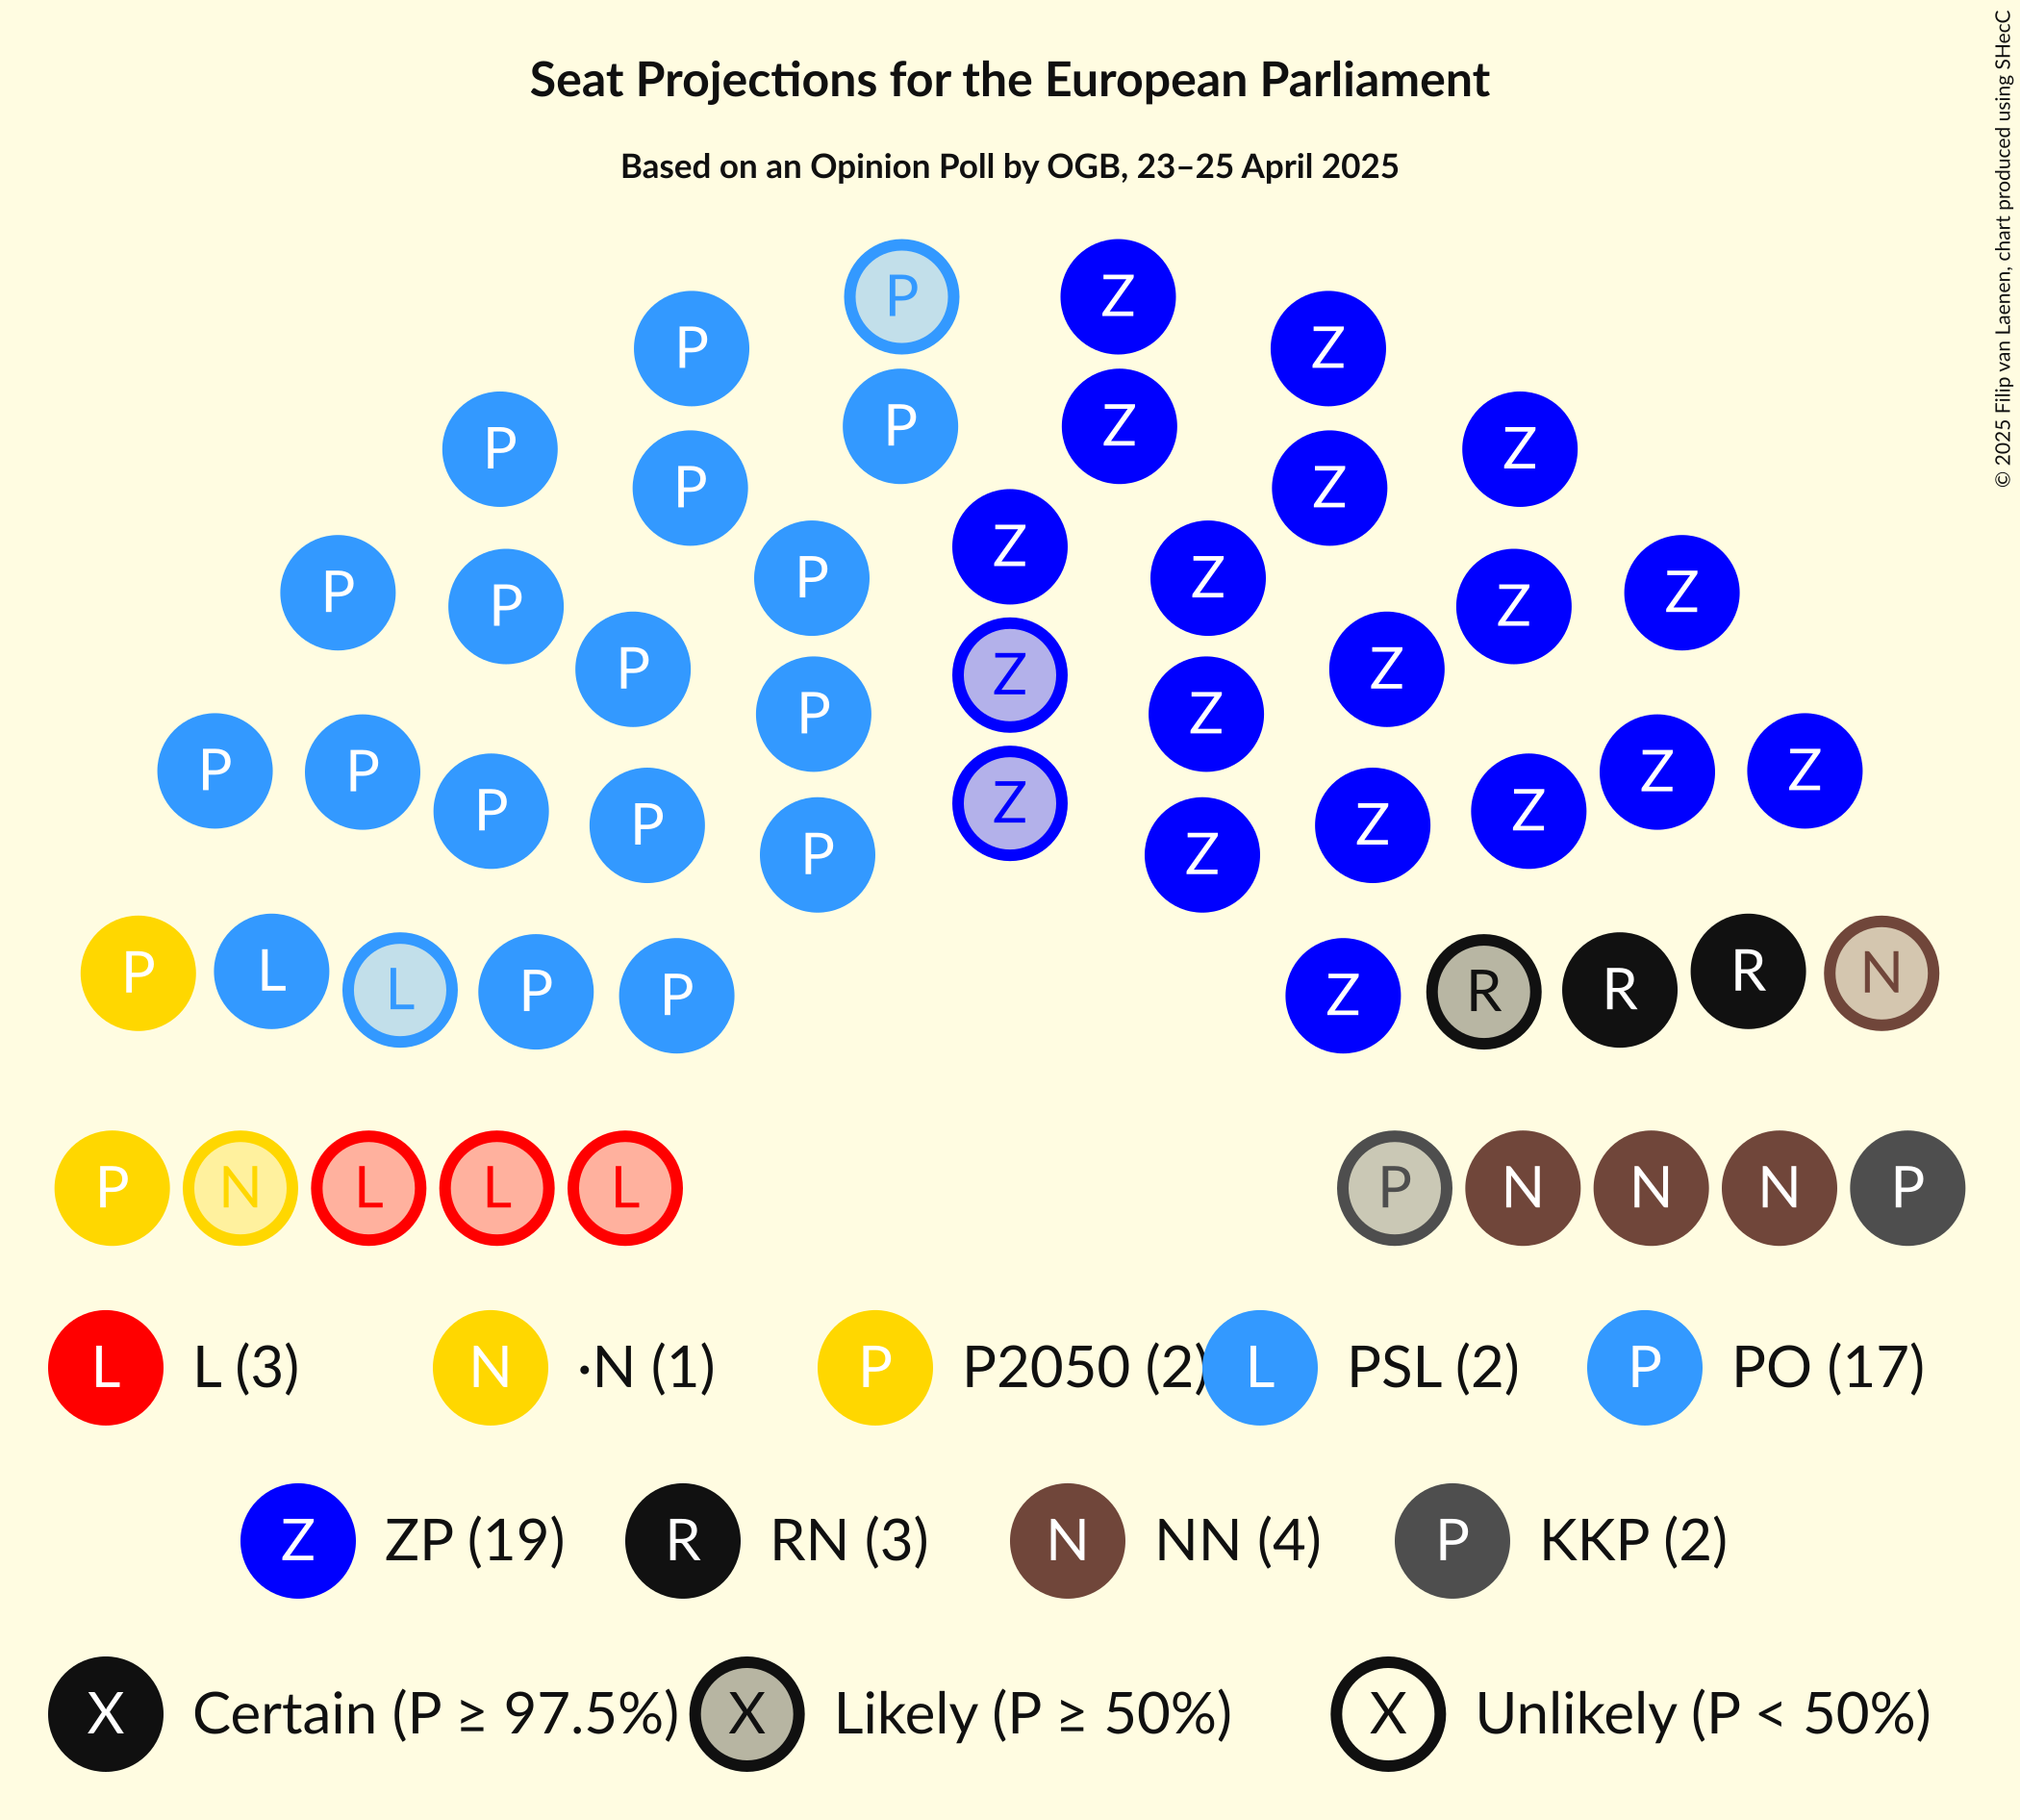 Seat Projections for the European Parliament
Based on an Opinion Poll by OGB, 23–25 April 2025
© 2025 Filip van Laenen, chart produced using SHecC
P Z
P Z
P Z
P Z
P P Z Z
Z
P Z
P P Z Z
P Z
Z
P Z
P P Z Z
P Z
P Z
Z
P Z
P L L P P Z R R R N
P N L L L P N N N P
L L (3) N ·N (1) P P2050 (2) L PSL (2) P PO (17)
Z ZP (19) R RN (3) N NN (4) P KKP (2)
X Certain (P ≥ 97.5%) X Likely (P ≥ 50%) X Unlikely (P < 50%)